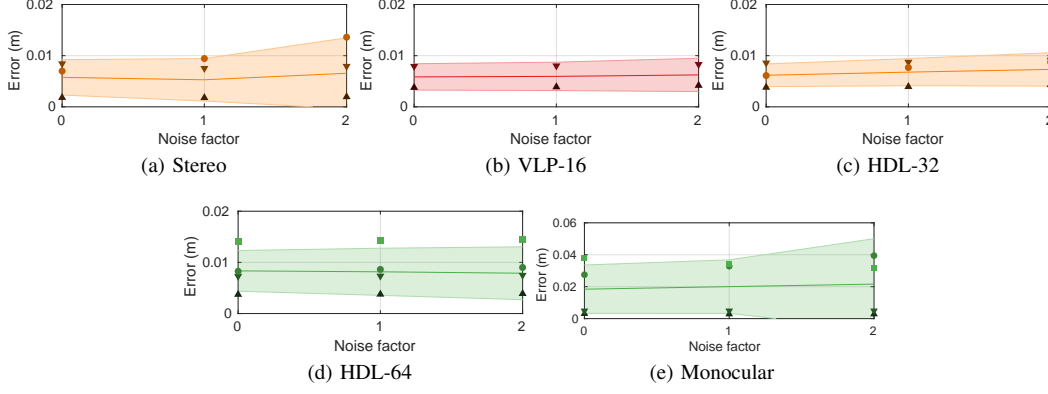 0.02
0.01
0
Error (m)
0
1
2
Noise factor
(a) Stereo
0.02
0.01
0
Error (m)
0
1
2
Noise factor
(b) VLP-16
0.02
0.01
0
Error (m)
0
1
2
Noise factor
(c) HDL-32
0.02
0.01
0
Error (m)
0
1
2
Noise factor
(d) HDL-64
0.06
0.04
0.02
0
Error (m)
0
1
2
Noise factor
(e) Monocular